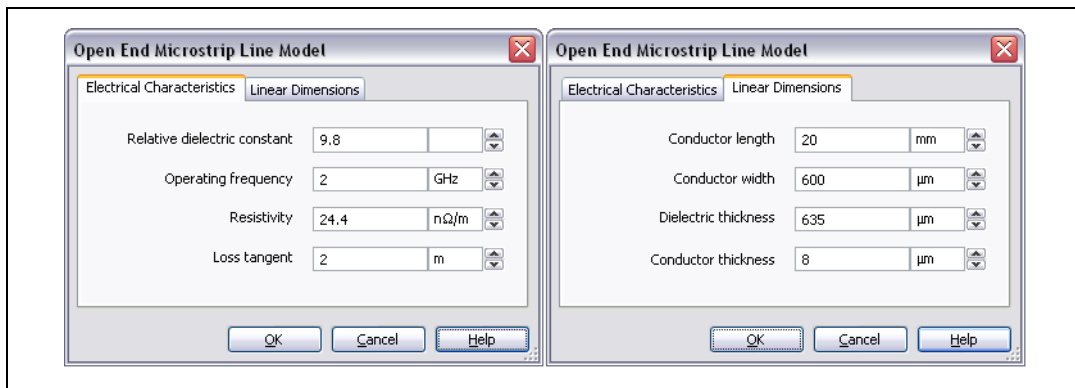 Open End Microstrip Line Model
Electrical Characteristics Linear Dimensions
Relative dielectric constant 9.8
Operating frequency 2 GHz
Resistivity 24.4 nΩ/m
Loss tangent 2 m
OK Cancel Help
Open End Microstrip Line Model
Electrical Characteristics Linear Dimensions
Conductor length 20 mm
Conductor width 600 µm
Dielectric thickness 635 µm
Conductor thickness 8 µm
OK Cancel Help